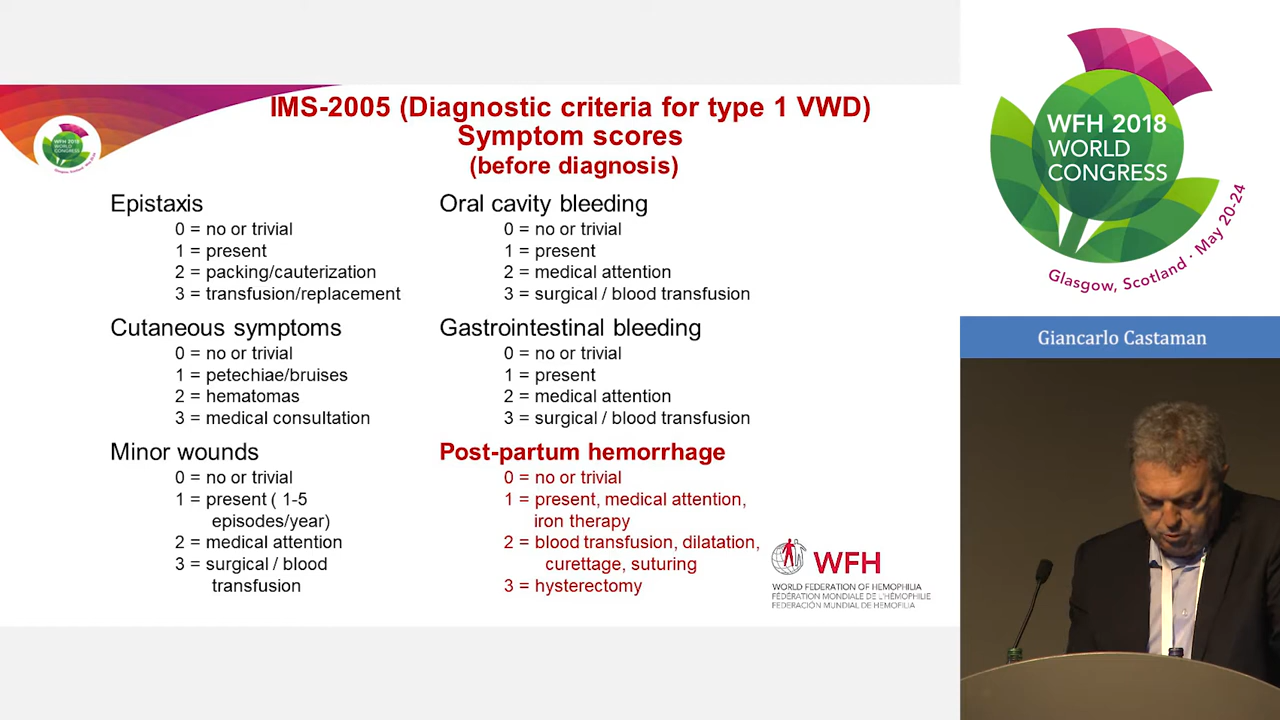 IMS-2005 (Diagnostic criteria for type 1 VWD)
Symptom scores
(before diagnosis)
Epistaxis
0 = no or trivial
1 = present
2 = packing/cauterization
3 = transfusion/replacement
Cutaneous symptoms
0 = no or trivial
1 = petechiae/bruises
2 = hematomas
3 = medical consultation
Minor wounds
0 = no or trivial
1 = present ( 1-5
episodes/year)
2 = medical attention
3 = surgical / blood
transfusion
Oral cavity bleeding
0 = no or trivial
1 = present
2 = medical attention
3 = surgical / blood transfusion
Gastrointestinal bleeding
0 = no or trivial
1 = present
2 = medical attention
3 = surgical / blood transfusion
Post-partum hemorrhage
0 = no or trivial
1 = present, medical attention,
iron therapy
2 = blood transfusion, dilatation,
curettage, suturing
3 = hysterectomy
WFH
WORLD FEDERATION OF HEMOPHILIA
FÉDÉRATION MONDIALE DE L'HÉMOPHILIE
FEDERACIÓN MUNDIAL DE HEMOFILIA
WFH 2018
WORLD
CONGRESS
Glasgow, Scotland · May 20-24
Giancarlo Castaman